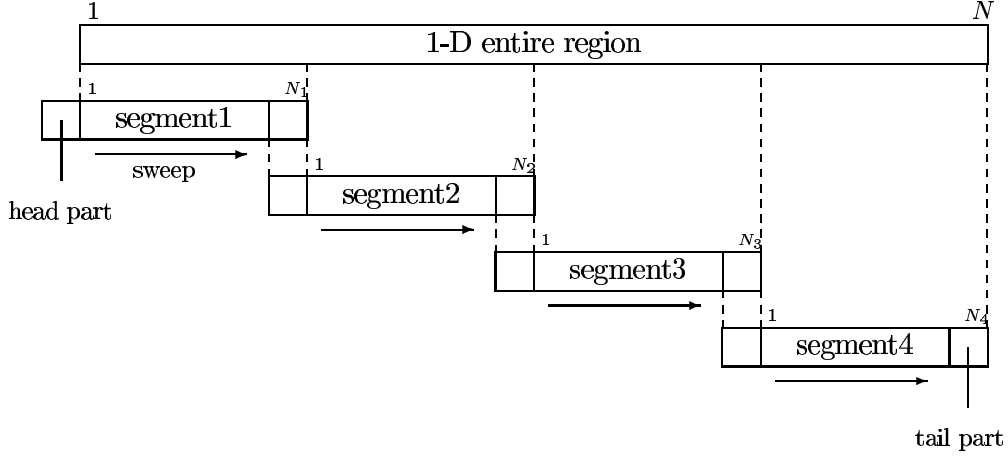 1 N
1-D entire region
1 N₁
segment1
sweep
head part
1 N₂
segment2
1 N₃
segment3
1 N₄
segment4
tail part